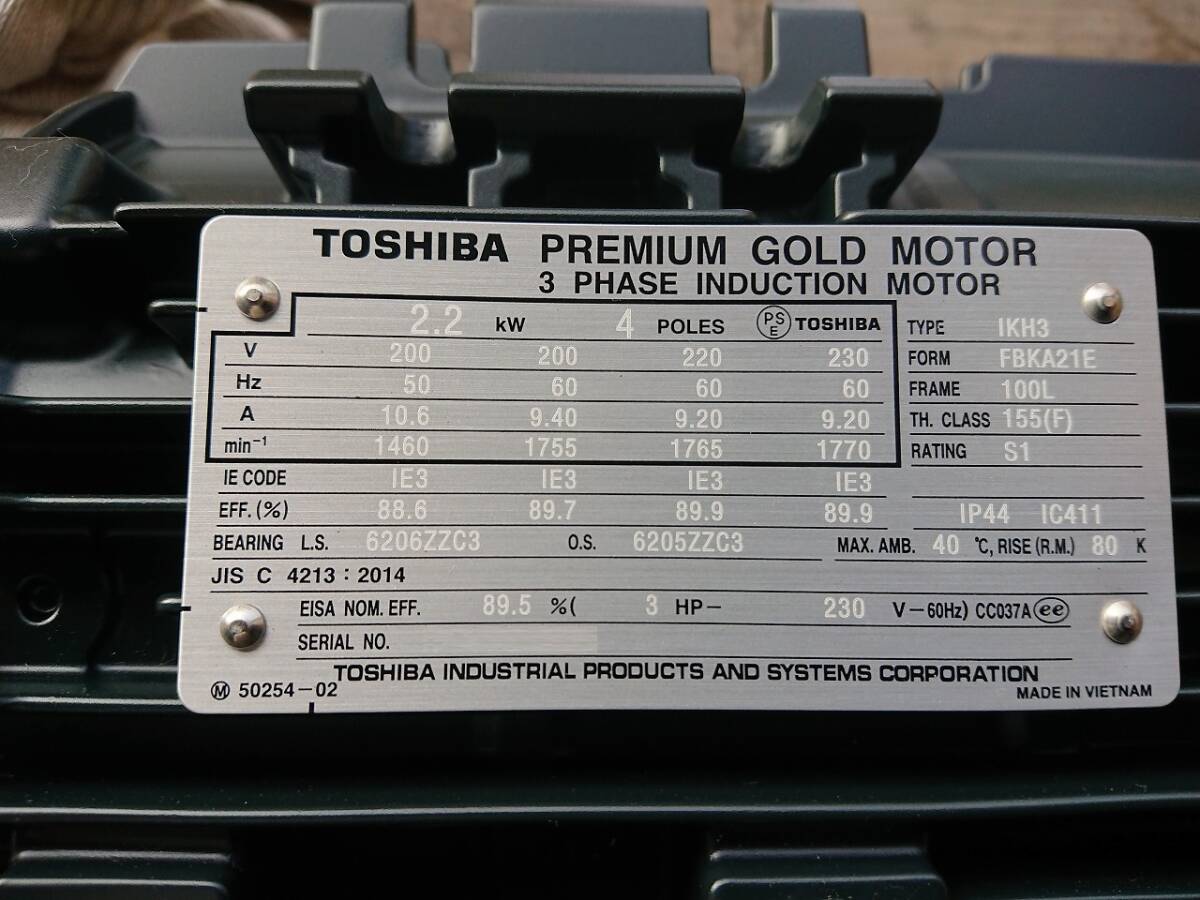 TOSHIBA PREMIUM GOLD MOTOR
3 PHASE INDUCTION MOTOR
2.2 kW 4 POLES PS E TOSHIBA
TYPE IKH3
V 200 200 220 230
FORM FBKA21E
Hz 50 60 60 60
FRAME 100L
A 10.6 9.40 9.20 9.20
TH. CLASS 155(F)
min⁻¹ 1460 1755 1765 1770
RATING S1
IE CODE IE3 IE3 IE3 IE3
EFF. (%) 88.6 89.7 89.9 89.9
IP44 IC411
BEARING L.S. 6206ZZC3 O.S. 6205ZZC3
MAX. AMB. 40 ℃, RISE (R.M.) 80 K
JIS C 4213 : 2014
EISA NOM. EFF. 89.5 %( 3 HP− 230 V−60Hz) CC037A ee
SERIAL NO.
TOSHIBA INDUSTRIAL PRODUCTS AND SYSTEMS CORPORATION
Ⓜ 50254−02
MADE IN VIETNAM